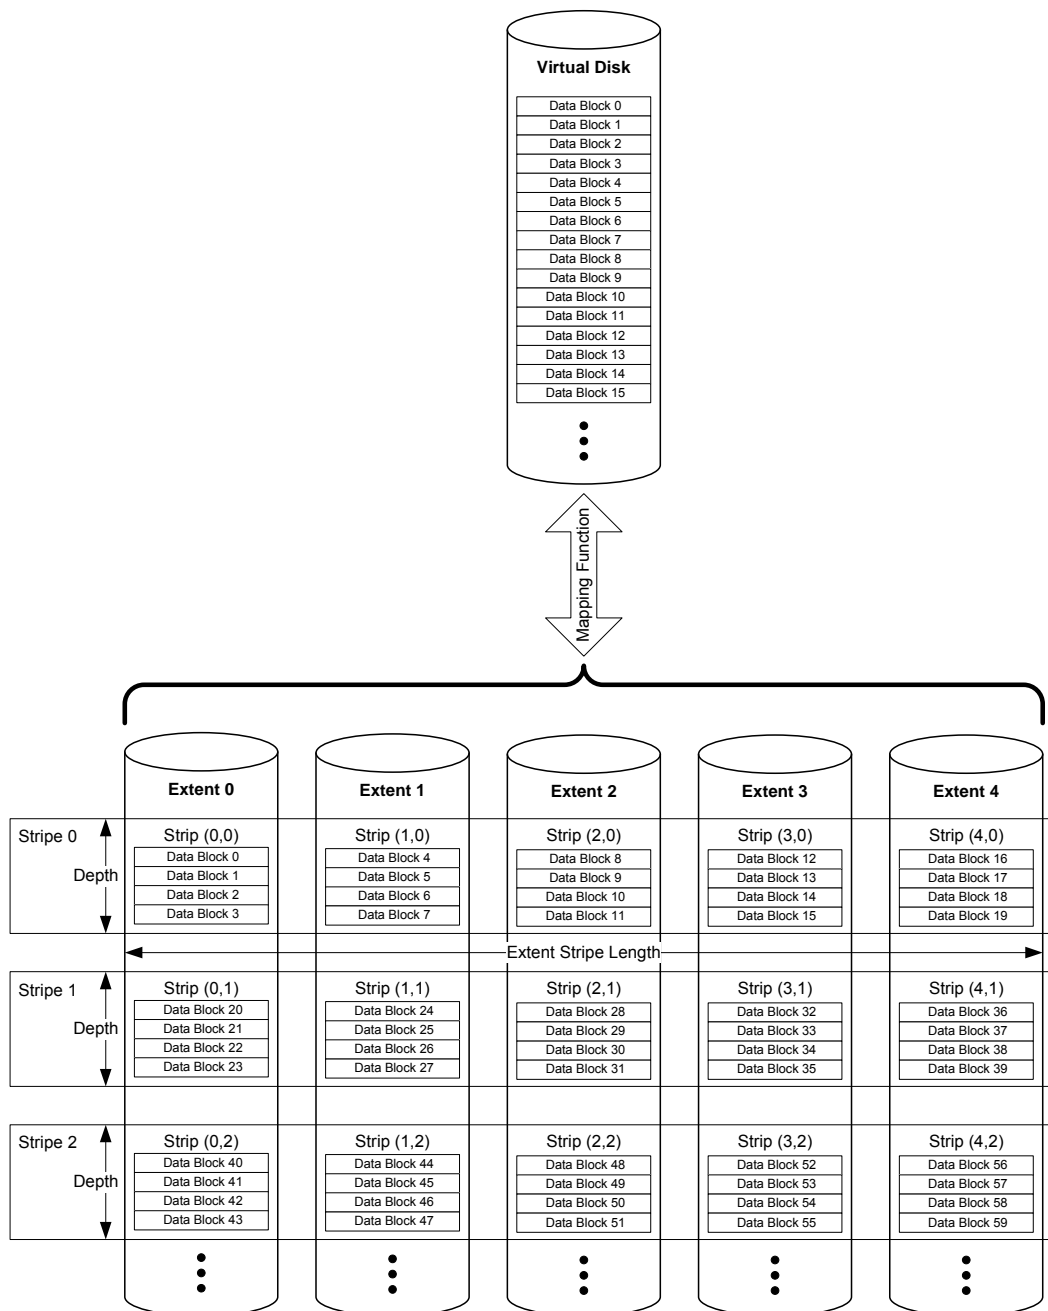 Virtual Disk
Data Block 0
Data Block 1
Data Block 2
Data Block 3
Data Block 4
Data Block 5
Data Block 6
Data Block 7
Data Block 8
Data Block 9
Data Block 10
Data Block 11
Data Block 12
Data Block 13
Data Block 14
Data Block 15
Mapping Function
Extent 0 Extent 1 Extent 2 Extent 3 Extent 4
Stripe 0 Strip (0,0) Strip (1,0) Strip (2,0) Strip (3,0) Strip (4,0)
Data Block 0 Data Block 4 Data Block 8 Data Block 12 Data Block 16
Depth Data Block 1 Data Block 5 Data Block 9 Data Block 13 Data Block 17
Data Block 2 Data Block 6 Data Block 10 Data Block 14 Data Block 18
Data Block 3 Data Block 7 Data Block 11 Data Block 15 Data Block 19
Extent Stripe Length
Stripe 1 Strip (0,1) Strip (1,1) Strip (2,1) Strip (3,1) Strip (4,1)
Data Block 20 Data Block 24 Data Block 28 Data Block 32 Data Block 36
Depth Data Block 21 Data Block 25 Data Block 29 Data Block 33 Data Block 37
Data Block 22 Data Block 26 Data Block 30 Data Block 34 Data Block 38
Data Block 23 Data Block 27 Data Block 31 Data Block 35 Data Block 39
Stripe 2 Strip (0,2) Strip (1,2) Strip (2,2) Strip (3,2) Strip (4,2)
Data Block 40 Data Block 44 Data Block 48 Data Block 52 Data Block 56
Depth Data Block 41 Data Block 45 Data Block 49 Data Block 53 Data Block 57
Data Block 42 Data Block 46 Data Block 50 Data Block 54 Data Block 58
Data Block 43 Data Block 47 Data Block 51 Data Block 55 Data Block 59